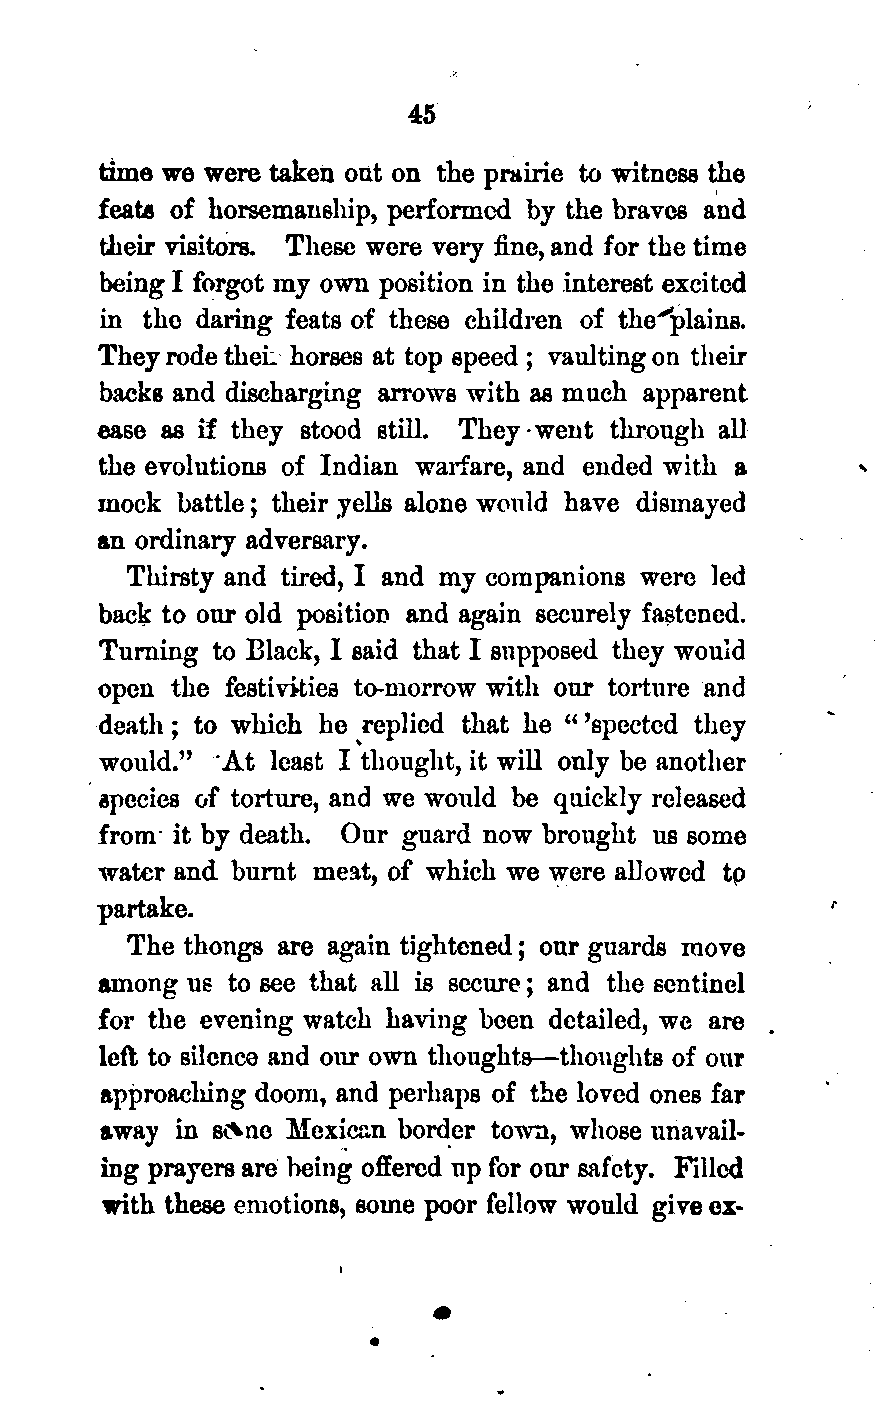 45
time we were taken out on the prairie to witness the
feats of horsemanship, performed by the braves and
their visitors. These were very fine, and for the time
being I forgot my own position in the interest excited
in the daring feats of these children of the plains.
They rode their horses at top speed ; vaulting on their
backs and discharging arrows with as much apparent
ease as if they stood still. They went through all
the evolutions of Indian warfare, and ended with a
mock battle ; their yells alone would have dismayed
an ordinary adversary.
Thirsty and tired, I and my companions were led
back to our old position and again securely fastened.
Turning to Black, I said that I supposed they would
open the festivities to-morrow with our torture and
death ; to which he replied that he “ ’spected they
would.” At least I thought, it will only be another
species of torture, and we would be quickly released
from it by death. Our guard now brought us some
water and burnt meat, of which we were allowed to
partake.
The thongs are again tightened ; our guards move
among us to see that all is secure ; and the sentinel
for the evening watch having been detailed, we are
left to silence and our own thoughts—thoughts of our
approaching doom, and perhaps of the loved ones far
away in some Mexican border town, whose unavail-
ing prayers are being offered up for our safety. Filled
with these emotions, some poor fellow would give ex-